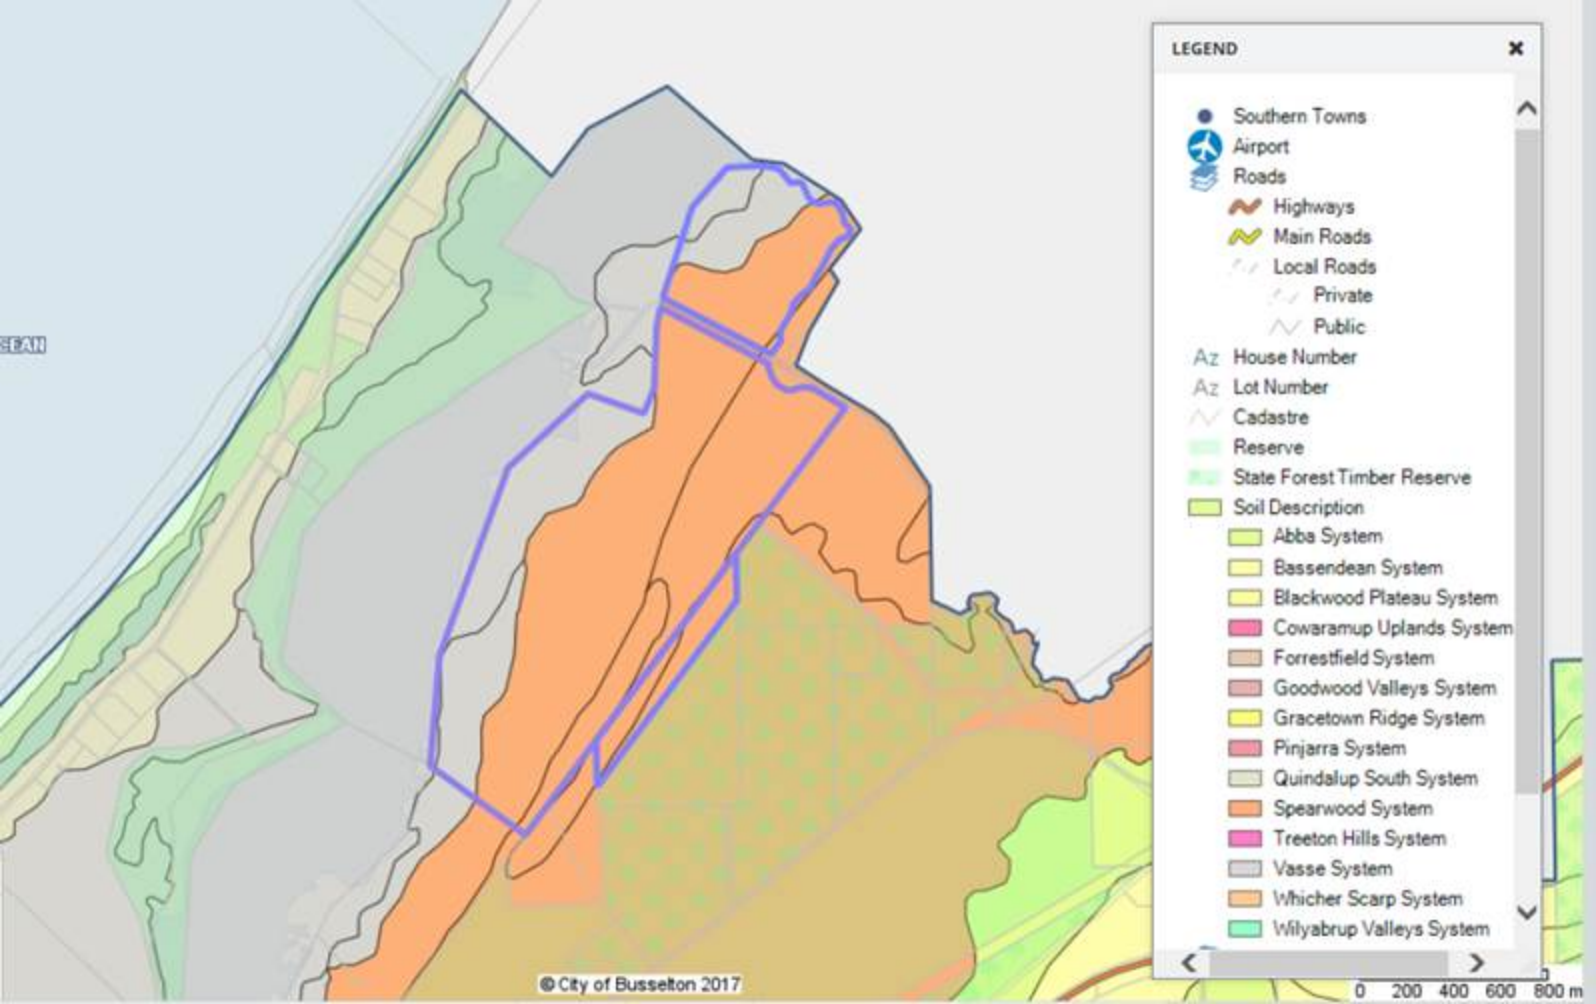 CEAN
LEGEND
Southern Towns
Airport
Roads
Highways
Main Roads
Local Roads
Private
Public
Az House Number
Az Lot Number
Cadastre
Reserve
State Forest Timber Reserve
Soil Description
Abba System
Bassendean System
Blackwood Plateau System
Cowaramup Uplands System
Forrestfield System
Goodwood Valleys System
Gracetown Ridge System
Pinjarra System
Quindalup South System
Spearwood System
Treeton Hills System
Vasse System
Whicher Scarp System
Wilyabrup Valleys System
© City of Busselton 2017
0 200 400 600 800 m